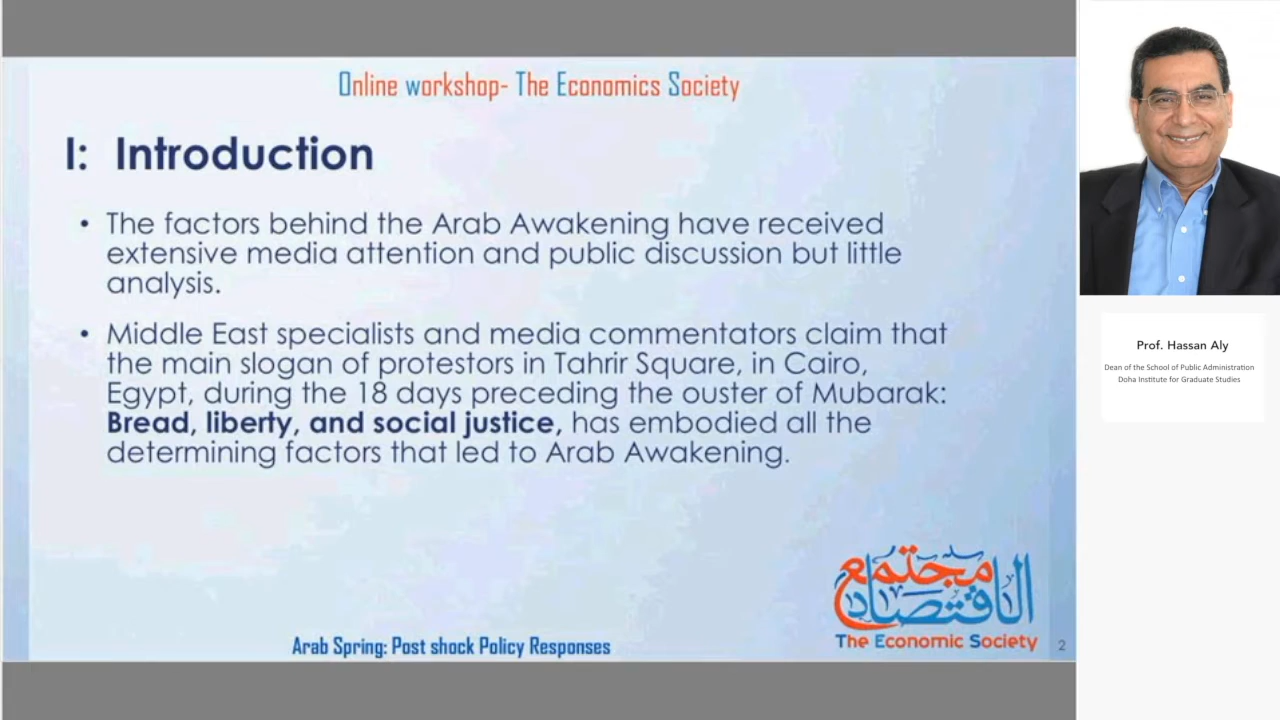 Online workshop- The Economics Society
I: Introduction
• The factors behind the Arab Awakening have received
extensive media attention and public discussion but little
analysis.
• Middle East specialists and media commentators claim that
the main slogan of protestors in Tahrir Square, in Cairo,
Egypt, during the 18 days preceding the ouster of Mubarak:
Bread, liberty, and social justice, has embodied all the
determining factors that led to Arab Awakening.
مجتمع
الاقتصاد
The Economic Society
Arab Spring: Post shock Policy Responses
2
Prof. Hassan Aly
Dean of the School of Public Administration
Doha Institute for Graduate Studies